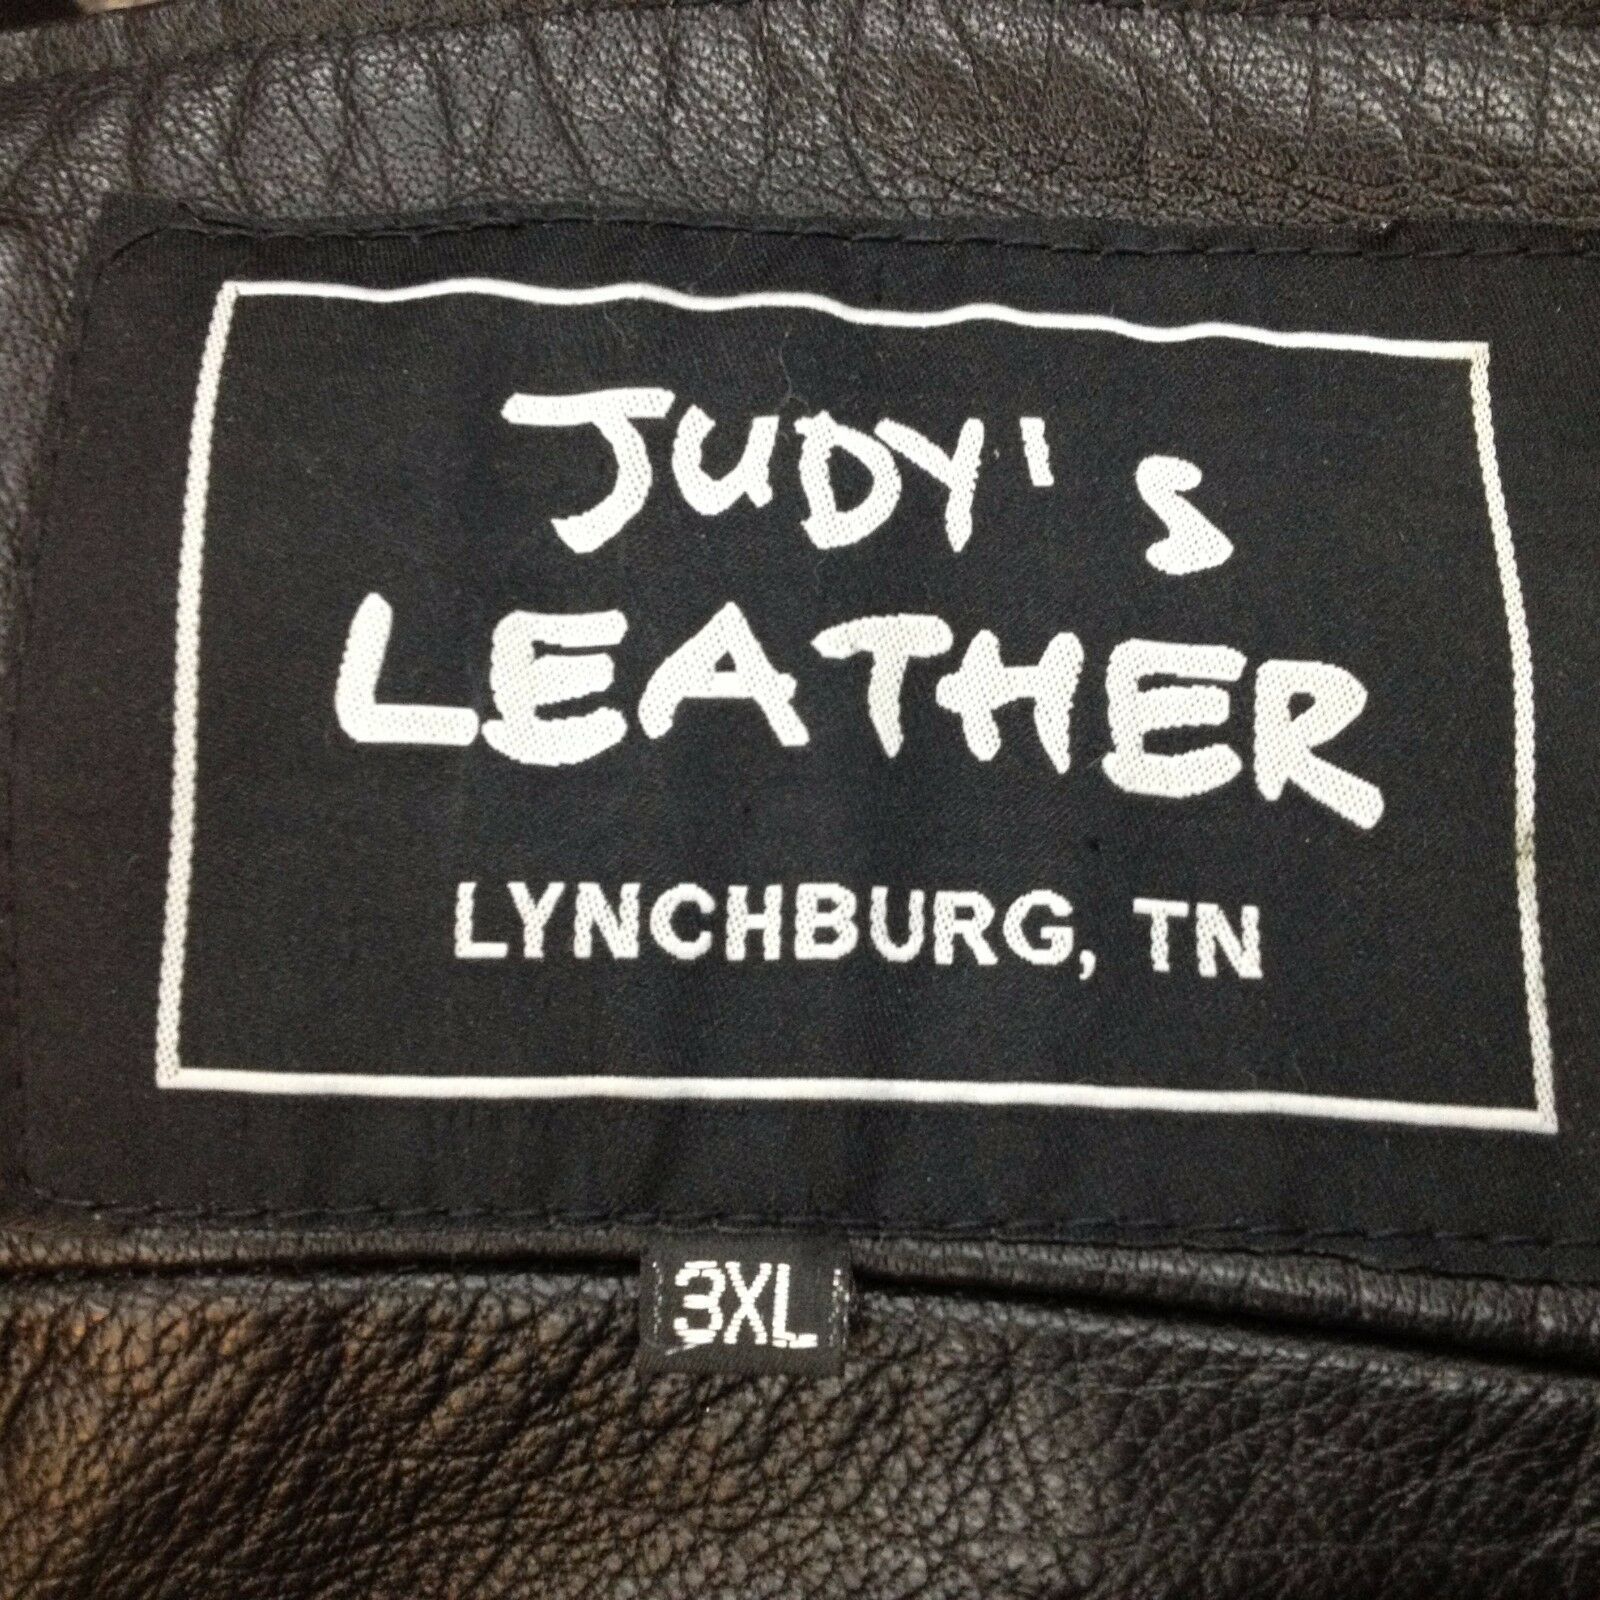 JUDY's
LEATHER
LYNCHBURG, TN
3XL